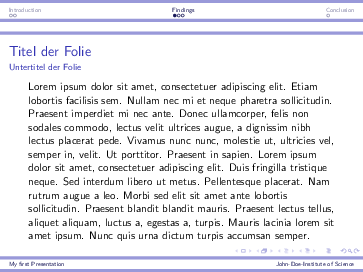 Introduction Findings Conclusion
Titel der Folie
Untertitel der Folie
Lorem ipsum dolor sit amet, consectetuer adipiscing elit. Etiam
lobortis facilisis sem. Nullam nec mi et neque pharetra sollicitudin.
Praesent imperdiet mi nec ante. Donec ullamcorper, felis non
sodales commodo, lectus velit ultrices augue, a dignissim nibh
lectus placerat pede. Vivamus nunc nunc, molestie ut, ultricies vel,
semper in, velit. Ut porttitor. Praesent in sapien. Lorem ipsum
dolor sit amet, consectetuer adipiscing elit. Duis fringilla tristique
neque. Sed interdum libero ut metus. Pellentesque placerat. Nam
rutrum augue a leo. Morbi sed elit sit amet ante lobortis
sollicitudin. Praesent blandit blandit mauris. Praesent lectus tellus,
aliquet aliquam, luctus a, egestas a, turpis. Mauris lacinia lorem sit
amet ipsum. Nunc quis urna dictum turpis accumsan semper.
My first Presentation John-Doe-Institute of Science